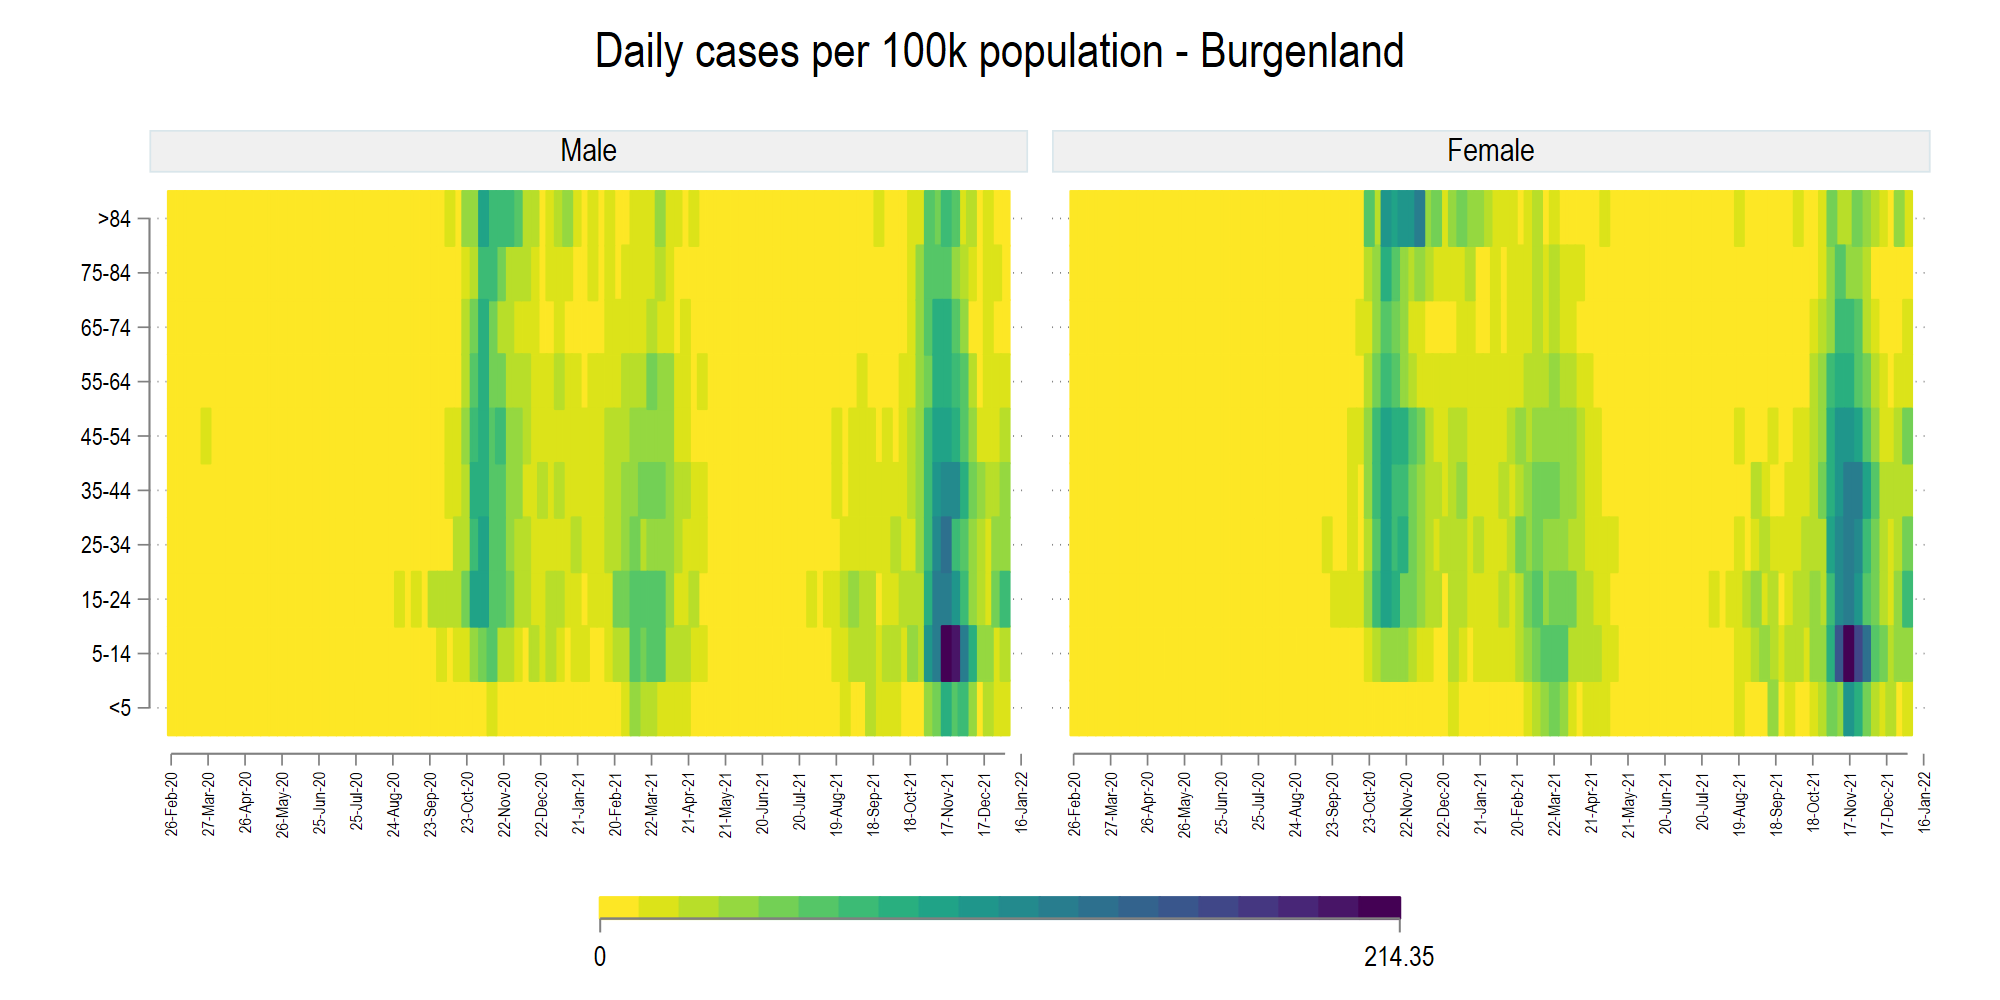 Daily cases per 100k population - Burgenland
Male
Female
>84
75-84
65-74
55-64
45-54
35-44
25-34
15-24
5-14
<5
26-Feb-20
27-Mar-20
26-Apr-20
26-May-20
25-Jun-20
25-Jul-20
24-Aug-20
23-Sep-20
23-Oct-20
22-Nov-20
22-Dec-20
21-Jan-21
20-Feb-21
22-Mar-21
21-Apr-21
21-May-21
20-Jun-21
20-Jul-21
19-Aug-21
18-Sep-21
18-Oct-21
17-Nov-21
17-Dec-21
16-Jan-22
26-Feb-20
27-Mar-20
26-Apr-20
26-May-20
25-Jun-20
25-Jul-20
24-Aug-20
23-Sep-20
23-Oct-20
22-Nov-20
22-Dec-20
21-Jan-21
20-Feb-21
22-Mar-21
21-Apr-21
21-May-21
20-Jun-21
20-Jul-21
19-Aug-21
18-Sep-21
18-Oct-21
17-Nov-21
17-Dec-21
16-Jan-22
0
214.35